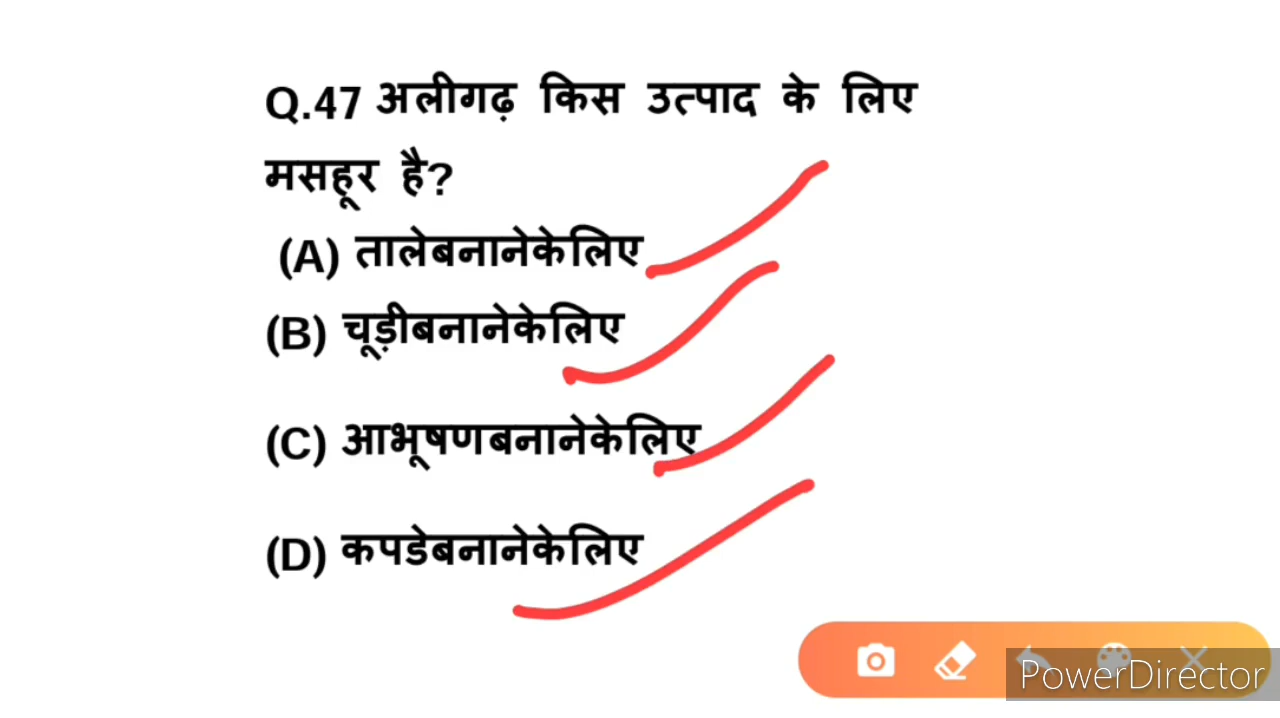 Q.47 अलीगढ़ किस उत्पाद के लिए
मसहूर है?
(A) तालेबनानेकेलिए
(B) चूड़ीबनानेकेलिए
(C) आभूषणबनानेकेलिए
(D) कपडेबनानेकेलिए
PowerDirector